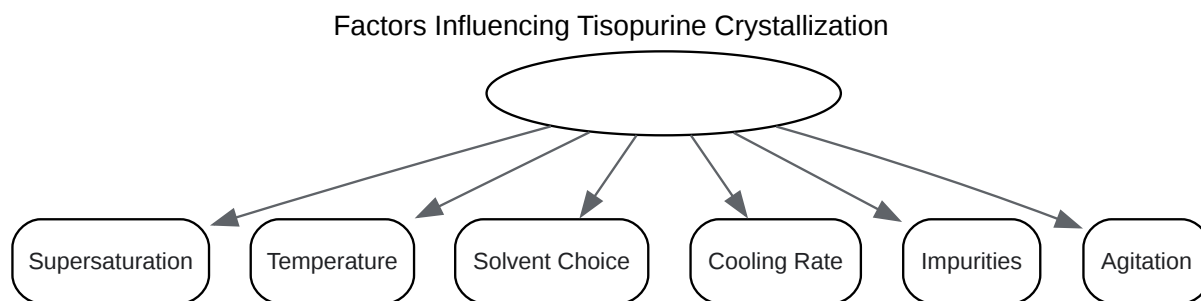 Factors Influencing Tisopurine Crystallization
Supersaturation
Temperature
Solvent Choice
Cooling Rate
Impurities
Agitation